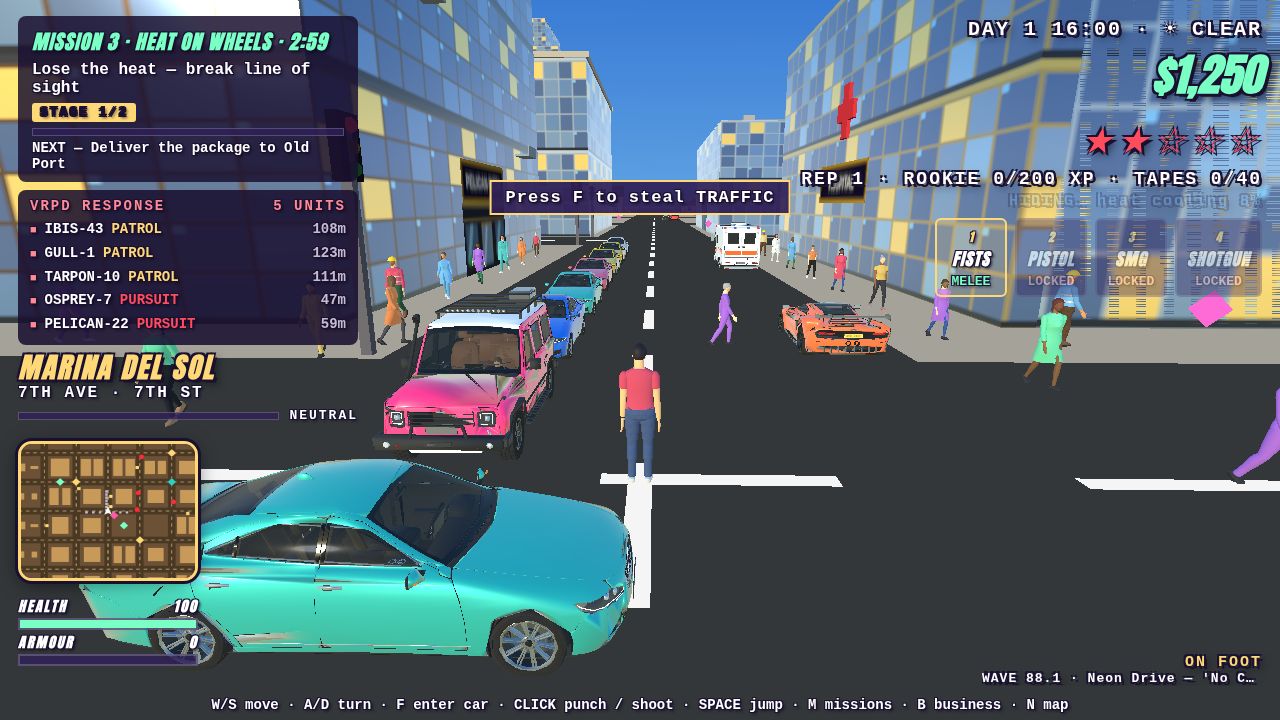 MISSION 3 · HEAT ON WHEELS · 2:59
Lose the heat — break line of
sight
STAGE 1/2
NEXT — Deliver the package to Old
Port
VRPD RESPONSE 5 UNITS
IBIS-43 PATROL 108m
GULL-1 PATROL 123m
TARPON-10 PATROL 111m
OSPREY-7 PURSUIT 47m
PELICAN-22 PURSUIT 59m
MARINA DEL SOL
7TH AVE · 7TH ST
NEUTRAL
HEALTH 100
ARMOUR 0
Press F to steal TRAFFIC
DAY 1 16:00 · ☀ CLEAR
$1,250
REP 1 · ROOKIE 0/200 XP · TAPES 0/40
HIDING: heat cooling 8%
1 2 3 4
FISTS PISTOL SMG SHOTGUN
MELEE LOCKED LOCKED LOCKED
ON FOOT
WAVE 88.1 · Neon Drive — 'No C…
W/S move · A/D turn · F enter car · CLICK punch / shoot · SPACE jump · M missions · B business · N map